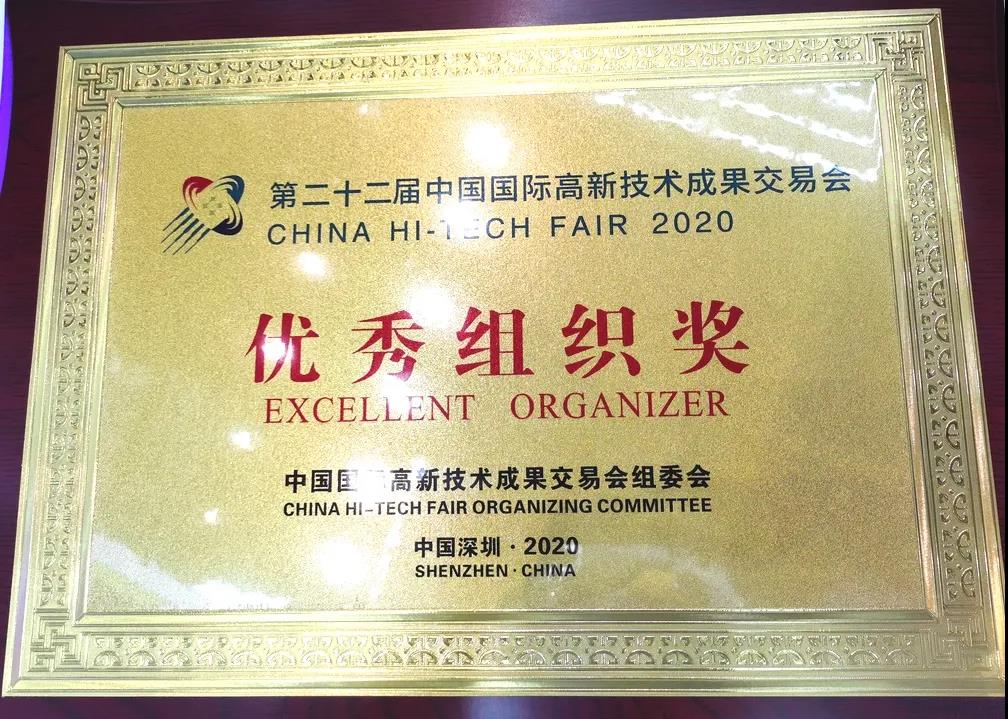 第二十二届中国国际高新技术成果交易会
CHINA HI-TECH FAIR 2020
优秀组织奖
EXCELLENT ORGANIZER
中国国际高新技术成果交易会组委会
CHINA HI-TECH FAIR ORGANIZING COMMITTEE
中国深圳·2020
SHENZHEN·CHINA